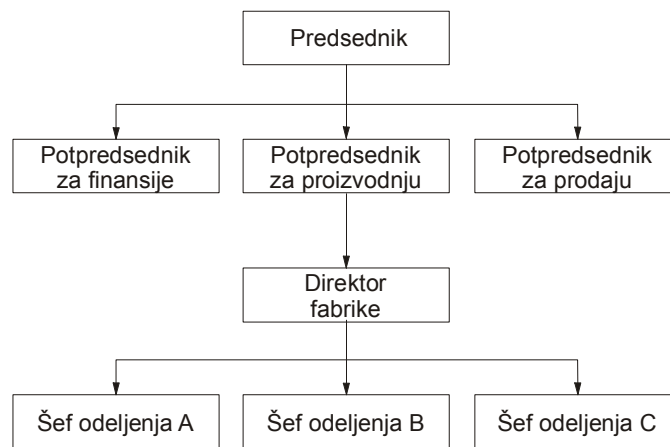 Predsednik
Potpredsednik
za finansije
Potpredsednik
za proizvodnju
Potpredsednik
za prodaju
Direktor
fabrike
Šef odeljenja A
Šef odeljenja B
Šef odeljenja C